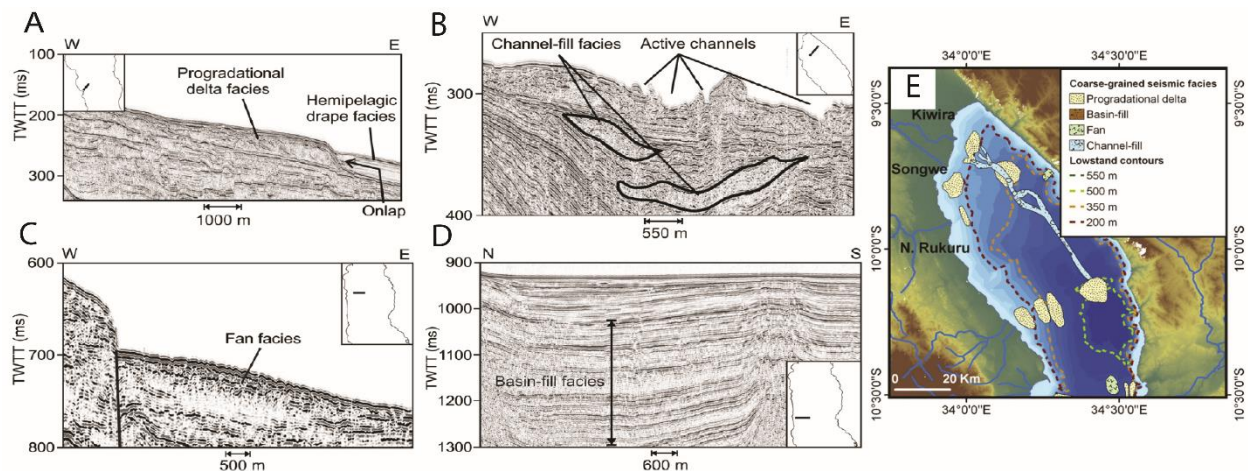 A
W
E
100
200
300
TWTT (ms)
Progradational
delta facies
Hemipelagic
drape facies
Onlap
1000 m
B
W
E
Channel-fill facies
Active channels
TWTT (ms)
300
400
550 m
C
W
E
600
700
800
TWTT (ms)
Fan facies
500 m
D
N
S
900
1000
1100
1200
1300
TWTT (ms)
Basin-fill facies
600 m
E
34°0'0"E
34°30'0"E
9°30'0"S
10°0'0"S
10°30'0"S
Kiwira
Songwe
N. Rukuru
Coarse-grained seismic facies
Progradational delta
Basin-fill
Fan
Channel-fill
Lowstand contours
550 m
500 m
350 m
200 m
0
20 Km
34°0'0"E
34°30'0"E
9°30'0"S
10°0'0"S
10°30'0"S